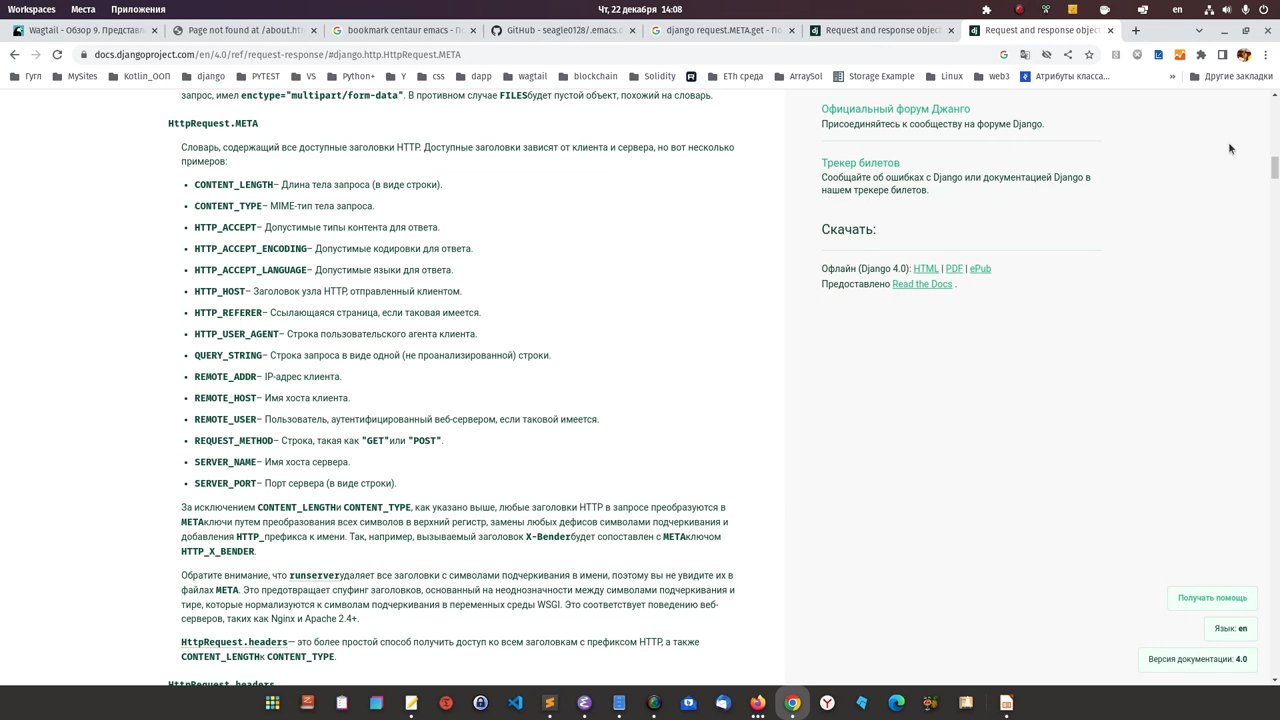 Workspaces Места Приложения Чт, 22 декабря 14:08 en
Wagtail - Обзор 9. Представл Page not found at /about.htm bookmark centaur emacs - По GitHub - seagle0128/.emacs.d django request.META.get - По Request and response objec Request and response objec
docs.djangoproject.com/en/4.0/ref/request-response/#django.http.HttpRequest.META
Гугл MySites Kotlin_ООП django PYTEST VS Python+ Y css dapp wagtail blockchain Solidity ETh среда ArraySol Storage Example Linux web3 Атрибуты класса... » Другие закладки
запрос, имел enctype="multipart/form-data". В противном случае FILESбудет пустой объект, похожий на словарь.
HttpRequest.META
Словарь, содержащий все доступные заголовки HTTP. Доступные заголовки зависят от клиента и сервера, но вот несколько
примеров:
• CONTENT_LENGTH– Длина тела запроса (в виде строки).
• CONTENT_TYPE– MIME-тип тела запроса.
• HTTP_ACCEPT– Допустимые типы контента для ответа.
• HTTP_ACCEPT_ENCODING– Допустимые кодировки для ответа.
• HTTP_ACCEPT_LANGUAGE– Допустимые языки для ответа.
• HTTP_HOST– Заголовок узла HTTP, отправленный клиентом.
• HTTP_REFERER– Ссылающаяся страница, если таковая имеется.
• HTTP_USER_AGENT– Строка пользовательского агента клиента.
• QUERY_STRING– Строка запроса в виде одной (не проанализированной) строки.
• REMOTE_ADDR– IP-адрес клиента.
• REMOTE_HOST– Имя хоста клиента.
• REMOTE_USER– Пользователь, аутентифицированный веб-сервером, если таковой имеется.
• REQUEST_METHOD– Строка, такая как "GET"или "POST".
• SERVER_NAME– Имя хоста сервера.
• SERVER_PORT– Порт сервера (в виде строки).
За исключением CONTENT_LENGTHи CONTENT_TYPE, как указано выше, любые заголовки HTTP в запросе преобразуются в
METAключи путем преобразования всех символов в верхний регистр, замены любых дефисов символами подчеркивания и
добавления HTTP_префикса к имени. Так, например, вызываемый заголовок X-Benderбудет сопоставлен с METAключом
HTTP_X_BENDER.
Обратите внимание, что runserverудаляет все заголовки с символами подчеркивания в имени, поэтому вы не увидите их в
файлах META. Это предотвращает спуфинг заголовков, основанный на неоднозначности между символами подчеркивания и
тире, которые нормализуются к символам подчеркивания в переменных среды WSGI. Это соответствует поведению веб-
серверов, таких как Nginx и Apache 2.4+.
HttpRequest.headers— это более простой способ получить доступ ко всем заголовкам с префиксом HTTP, а также
CONTENT_LENGTHк CONTENT_TYPE.
HttpRequest.headers
Официальный форум Джанго
Присоединяйтесь к сообществу на форуме Django.
Трекер билетов
Сообщайте об ошибках с Django или документацией Django в
нашем трекере билетов.
Скачать:
Офлайн (Django 4.0): HTML | PDF | ePub
Предоставлено Read the Docs .
Получать помощь
Язык: en
Версия документации: 4.0